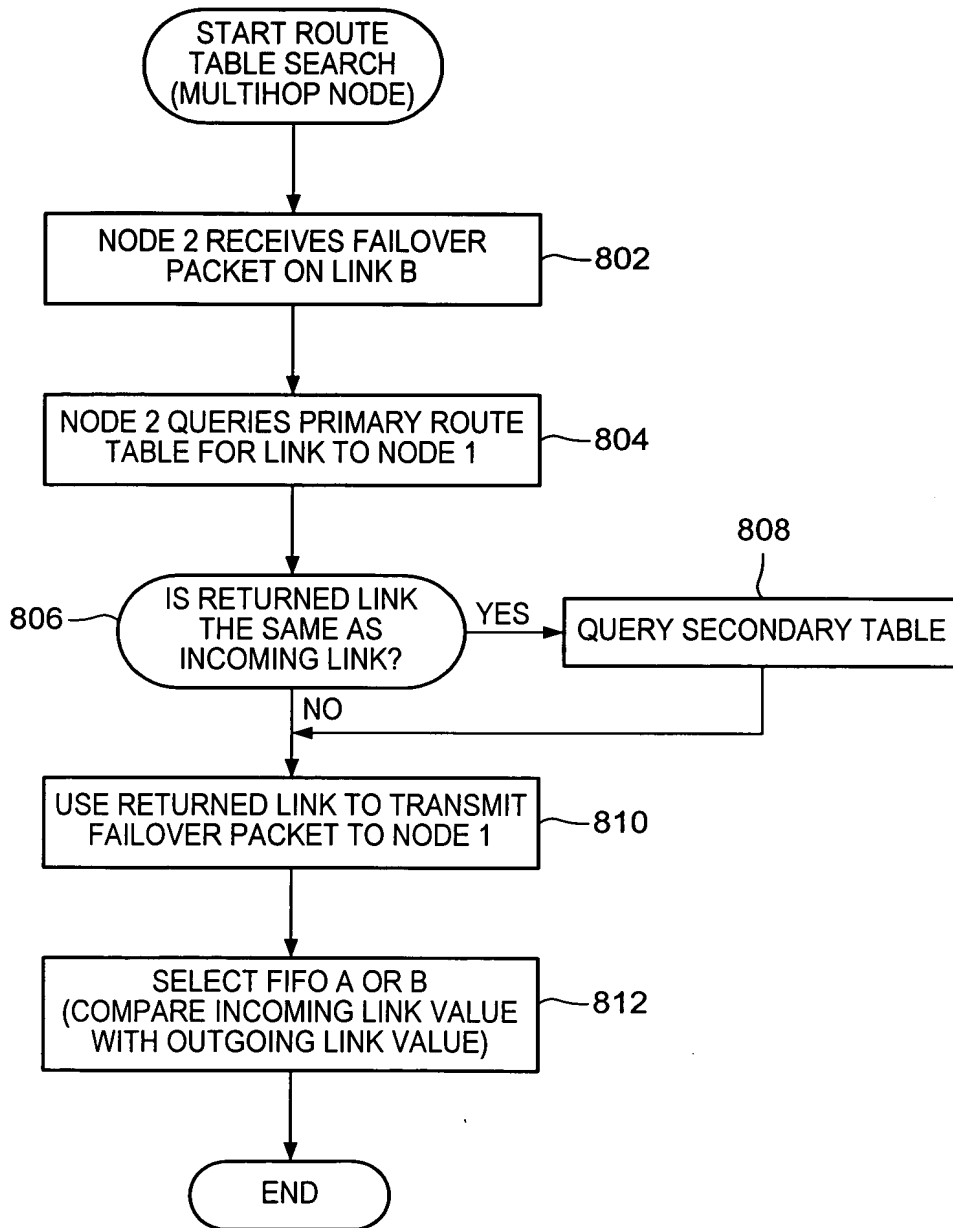 START ROUTE
TABLE SEARCH
(MULTIHOP NODE)
NODE 2 RECEIVES FAILOVER
PACKET ON LINK B
802
NODE 2 QUERIES PRIMARY ROUTE
TABLE FOR LINK TO NODE 1
804
808
806
IS RETURNED LINK
THE SAME AS
INCOMING LINK?
YES
QUERY SECONDARY TABLE
NO
USE RETURNED LINK TO TRANSMIT
FAILOVER PACKET TO NODE 1
810
SELECT FIFO A OR B
(COMPARE INCOMING LINK VALUE
WITH OUTGOING LINK VALUE)
812
END